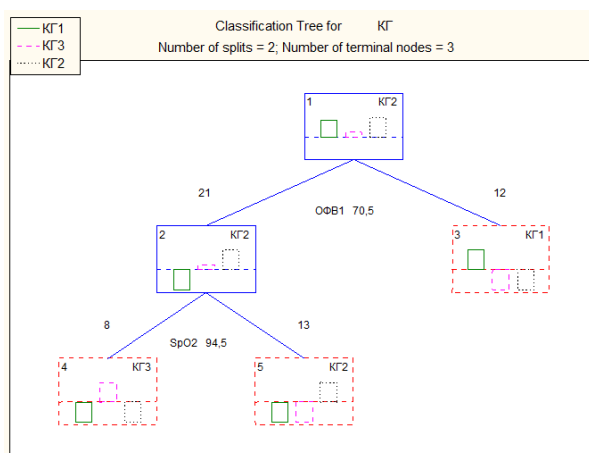 КГ1
КГ3
КГ2
Classification Tree for КГ
Number of splits = 2; Number of terminal nodes = 3
1 КГ2
21 12
ОФВ1 70,5
2 КГ2
3 КГ1
8 13
SpO2 94,5
4 КГ3
5 КГ2